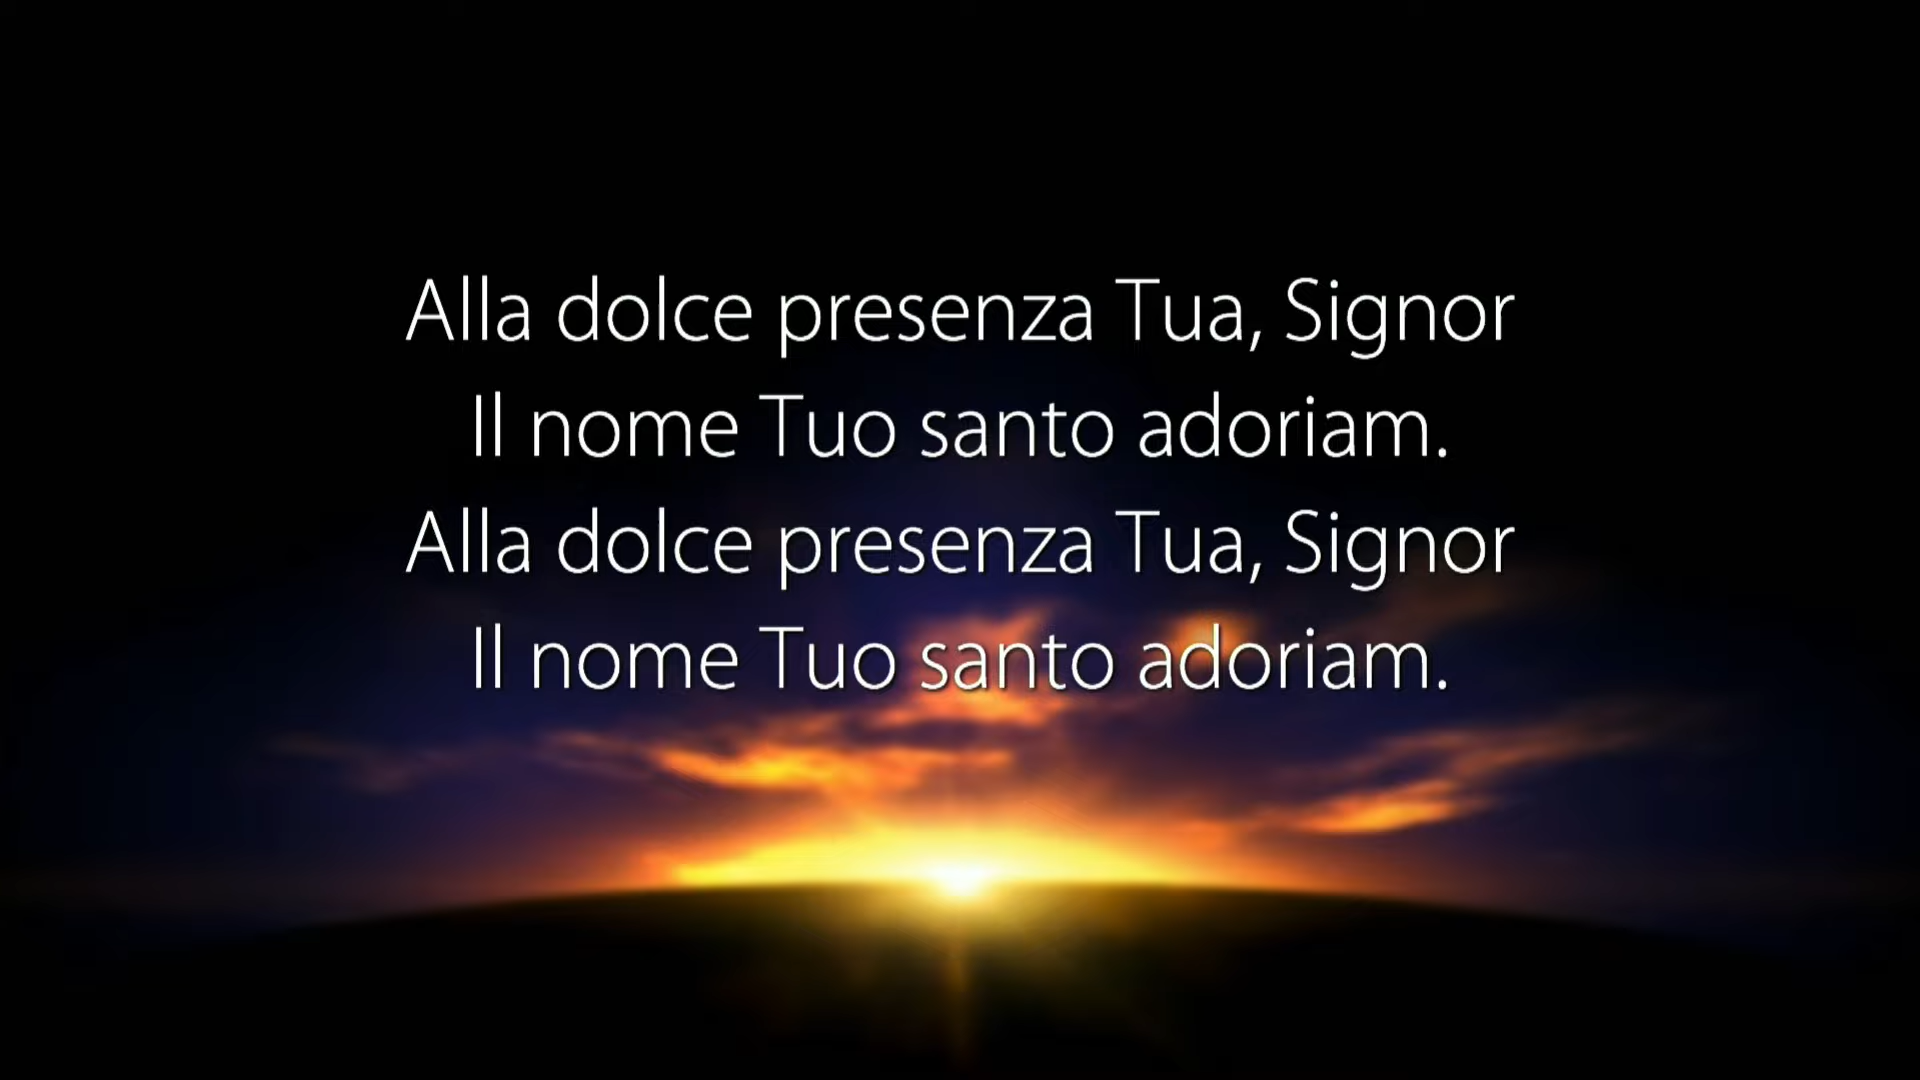 Alla dolce presenza Tua, Signor
Il nome Tuo santo adoriam.
Alla dolce presenza Tua, Signor
Il nome Tuo santo adoriam.